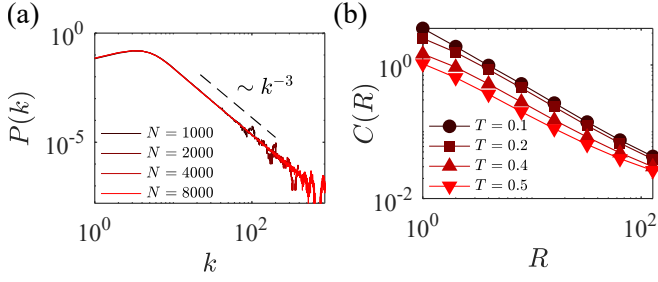 (a)
10^0
10^-5
P(k)
∼ k^-3
N = 1000
N = 2000
N = 4000
N = 8000
10^0
10^2
k
(b)
10^0
10^-2
C(R)
T = 0.1
T = 0.2
T = 0.4
T = 0.5
10^0
10^2
R